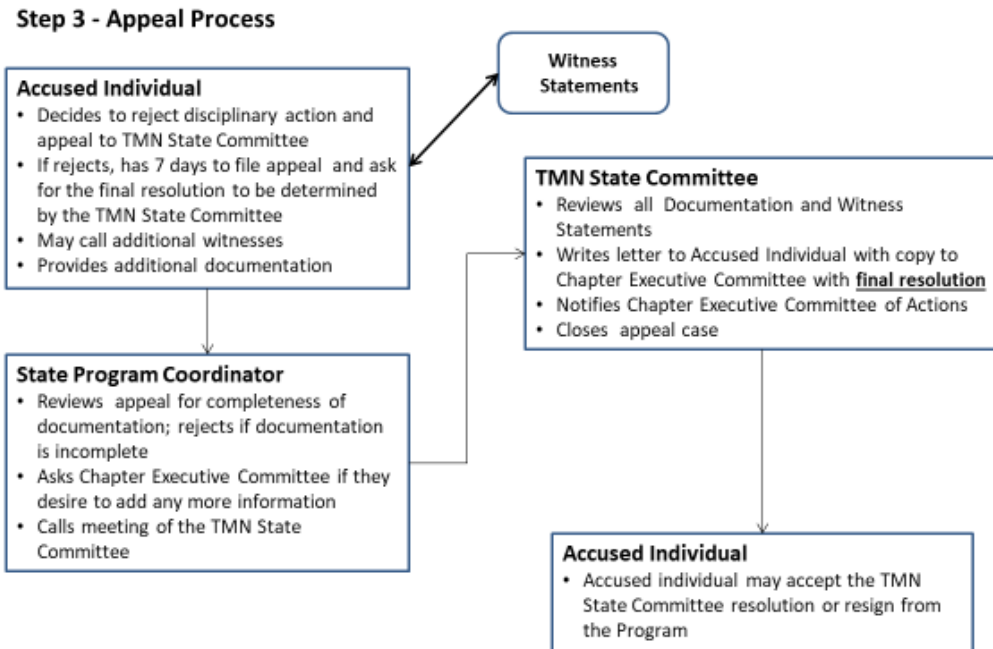 Step 3 - Appeal Process
Witness
Statements
Accused Individual
• Decides to reject disciplinary action and
appeal to TMN State Committee
• If rejects, has 7 days to file appeal and ask
for the final resolution to be determined
by the TMN State Committee
• May call additional witnesses
• Provides additional documentation
State Program Coordinator
• Reviews appeal for completeness of
documentation; rejects if documentation
is incomplete
• Asks Chapter Executive Committee if they
desire to add any more information
• Calls meeting of the TMN State
Committee
TMN State Committee
• Reviews all Documentation and Witness
Statements
• Writes letter to Accused Individual with copy to
Chapter Executive Committee with final resolution
• Notifies Chapter Executive Committee of Actions
• Closes appeal case
Accused Individual
• Accused individual may accept the TMN
State Committee resolution or resign from
the Program